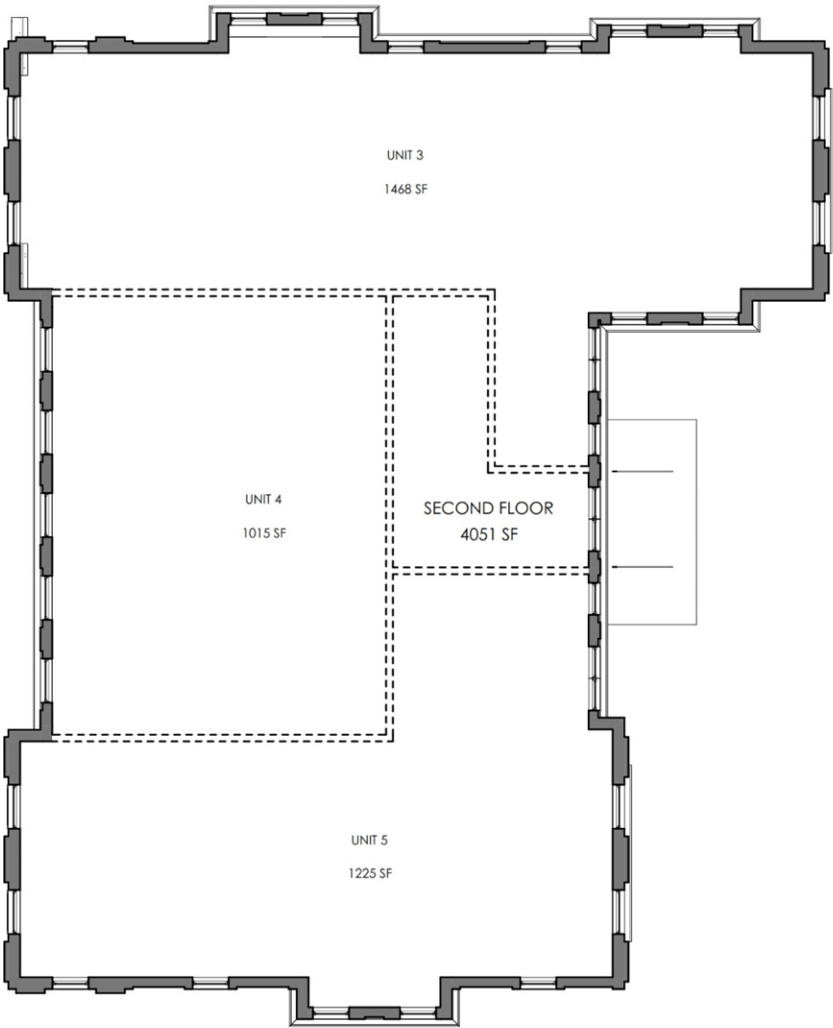 UNIT 3
1468 SF
UNIT 4
1015 SF
SECOND FLOOR
4051 SF
UNIT 5
1225 SF